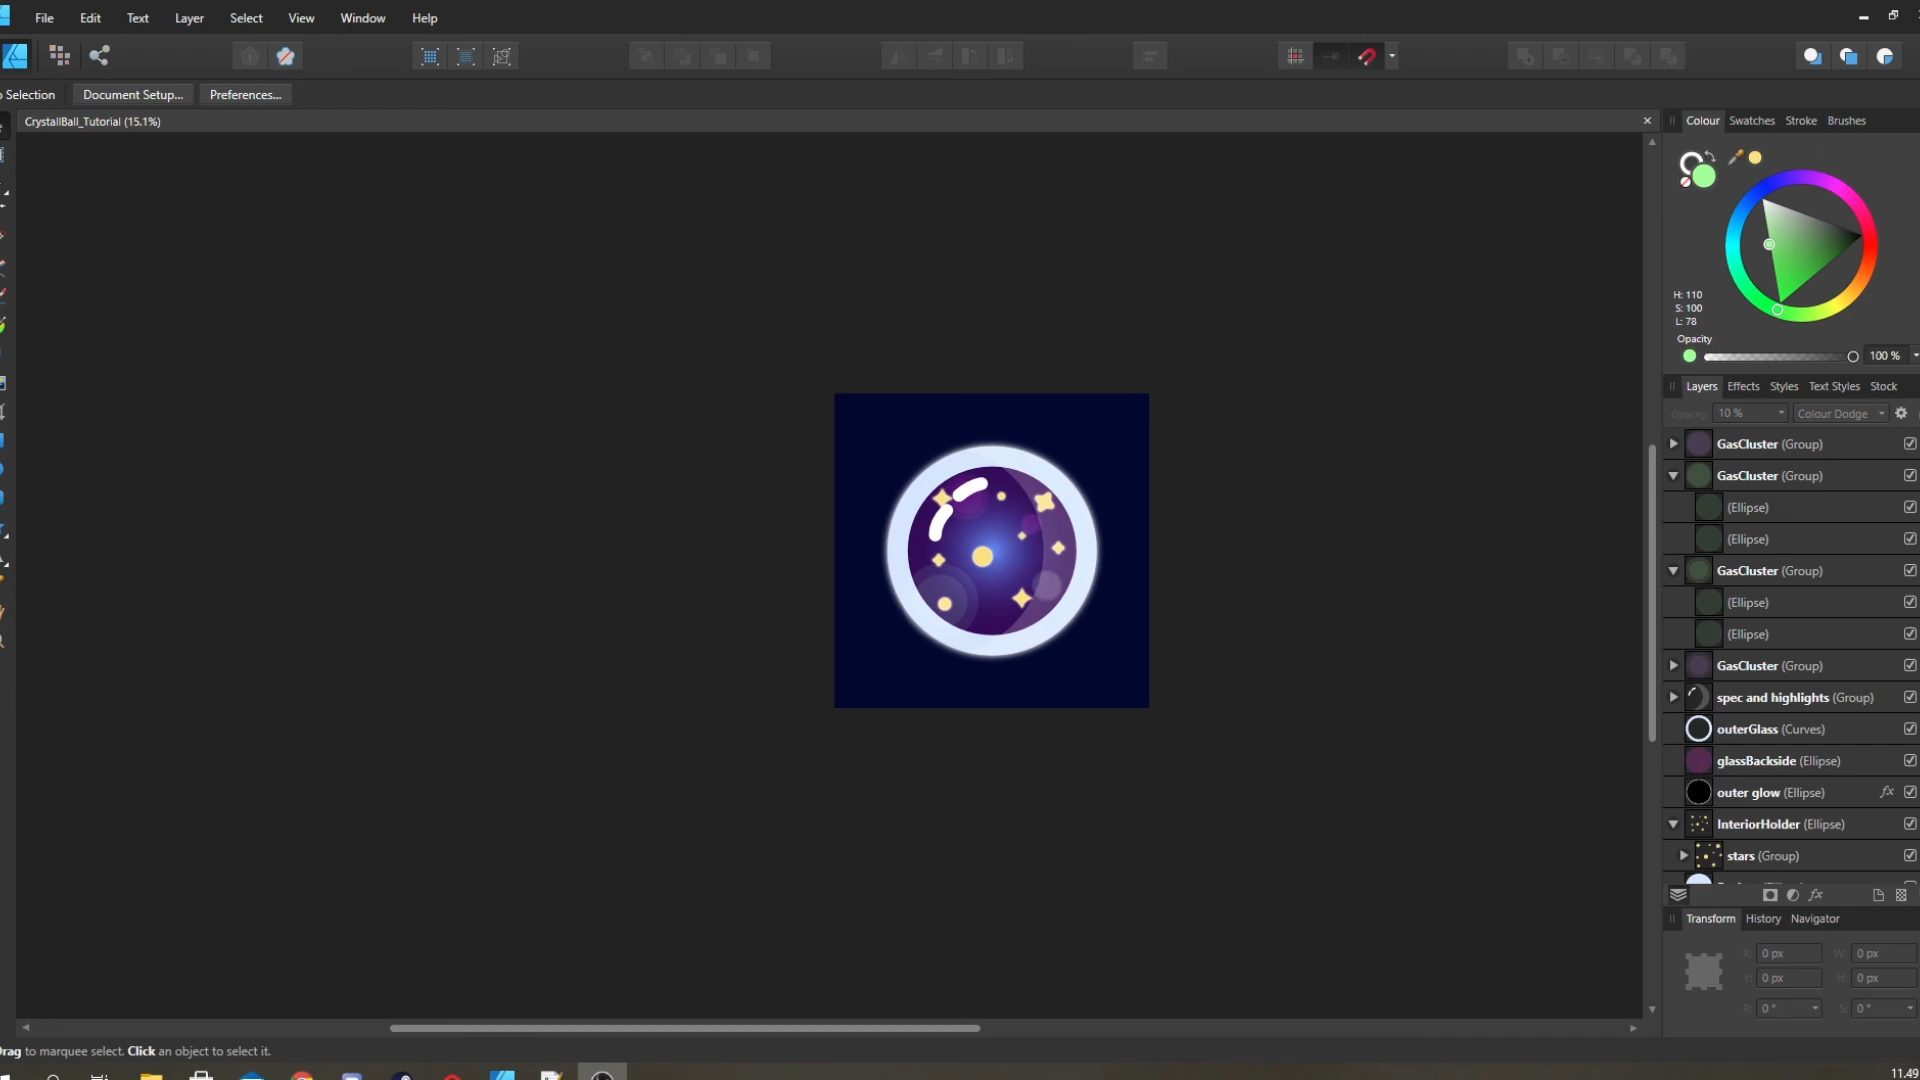 File Edit Text Layer Select View Window Help
Selection Document Setup... Preferences...
CrystallBall_Tutorial (15.1%)
Colour Swatches Stroke Brushes
H: 110
S: 100
L: 78
Opacity
100 %
Layers Effects Styles Text Styles Stock
Opacity: 10 % Colour Dodge
GasCluster (Group)
GasCluster (Group)
(Ellipse)
(Ellipse)
GasCluster (Group)
(Ellipse)
(Ellipse)
GasCluster (Group)
spec and highlights (Group)
outerGlass (Curves)
glassBackside (Ellipse)
outer glow (Ellipse) fx
InteriorHolder (Ellipse)
stars (Group)
fx
Transform History Navigator
X: 0 px W: 0 px
Y: 0 px H: 0 px
R: 0 ° S: 0 °
Drag to marquee select. Click an object to select it.
11.49